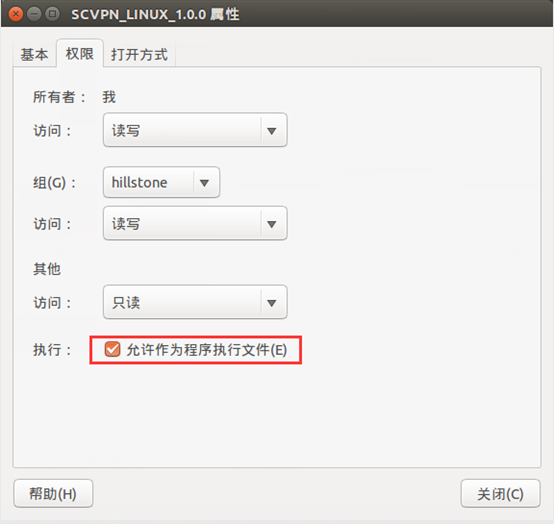 SCVPN_LINUX_1.0.0 属性
基本 权限 打开方式
所有者： 我
访问： 读写
组(G)： hillstone
访问： 读写
其他
访问： 只读
执行： 允许作为程序执行文件(E)
帮助(H) 关闭(C)